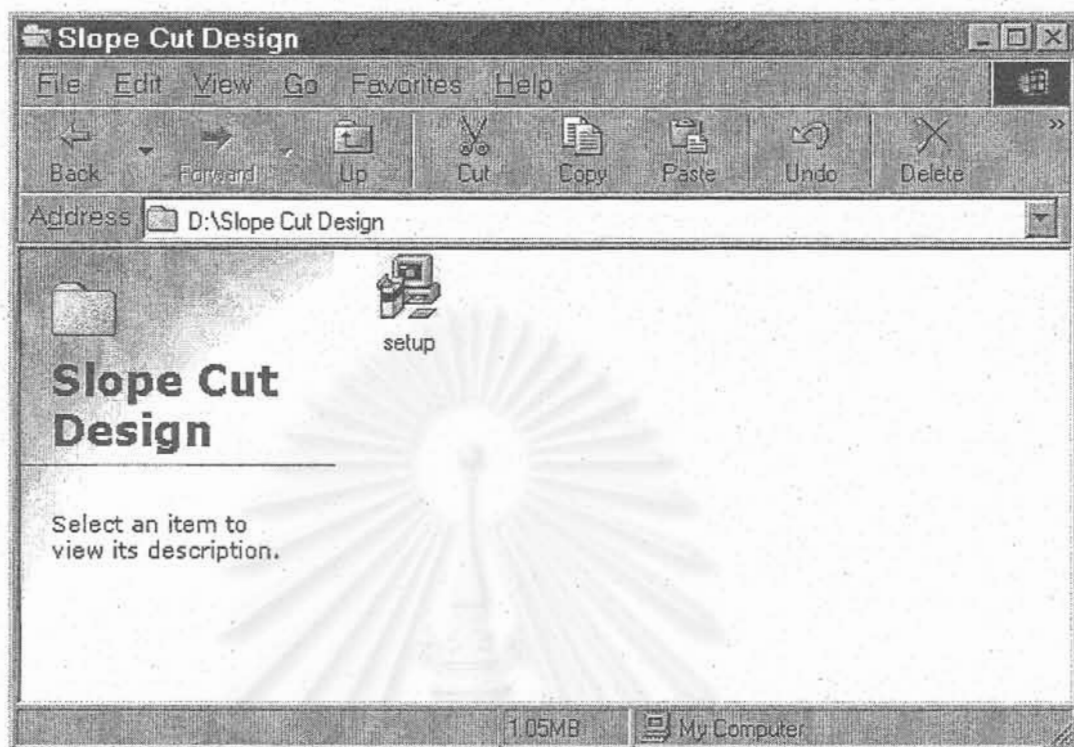 Slope Cut Design
File Edit View Go Favorites Help
Back Forward Up Cut Copy Paste Undo Delete »
Address D:\Slope Cut Design
setup
Slope Cut
Design
Select an item to
view its description.
1.05MB My Computer